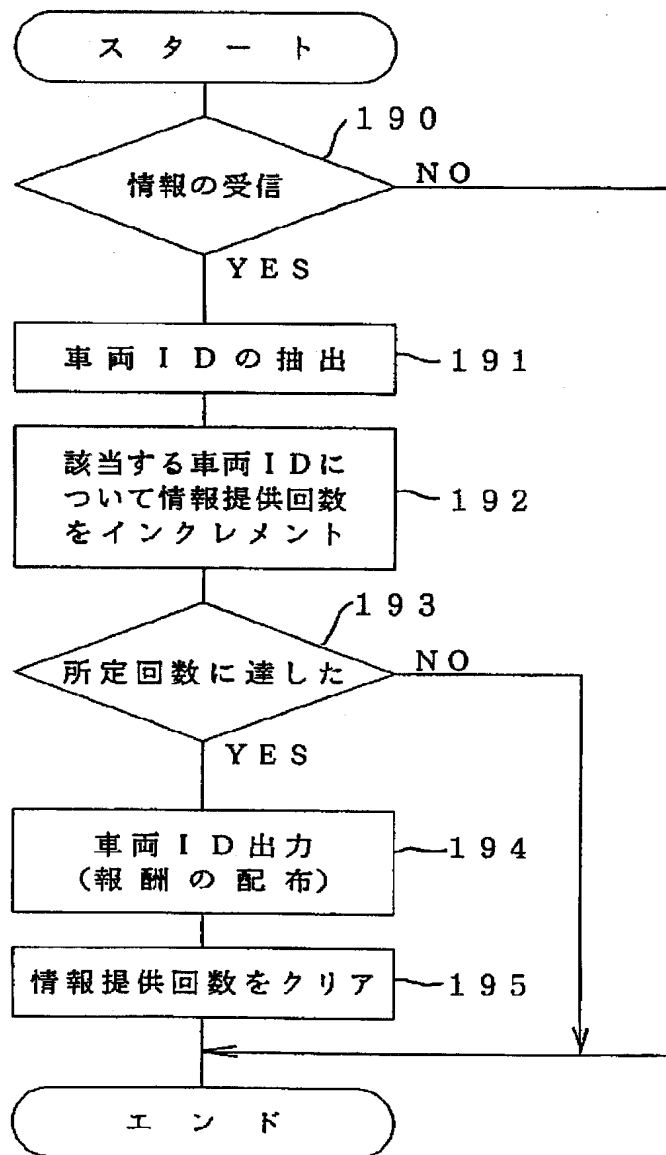 スタート
190
情報の受信
NO
YES
車両IDの抽出
191
該当する車両IDに
ついて情報提供回数
をインクレメント
192
193
所定回数に達した
NO
YES
車両ID出力
(報酬の配布)
194
情報提供回数をクリア
195
エンド